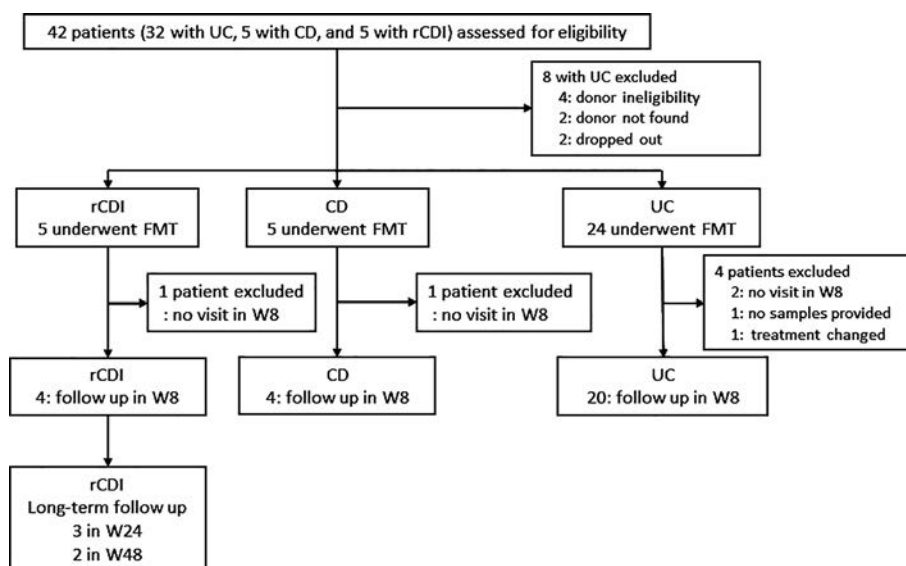 42 patients (32 with UC, 5 with CD, and 5 with rCDI) assessed for eligibility
8 with UC excluded
4: donor ineligibility
2: donor not found
2: dropped out
rCDI
5 underwent FMT
CD
5 underwent FMT
UC
24 underwent FMT
1 patient excluded
: no visit in W8
1 patient excluded
: no visit in W8
4 patients excluded
2: no visit in W8
1: no samples provided
1: treatment changed
rCDI
4: follow up in W8
CD
4: follow up in W8
UC
20: follow up in W8
rCDI
Long-term follow up
3 in W24
2 in W48